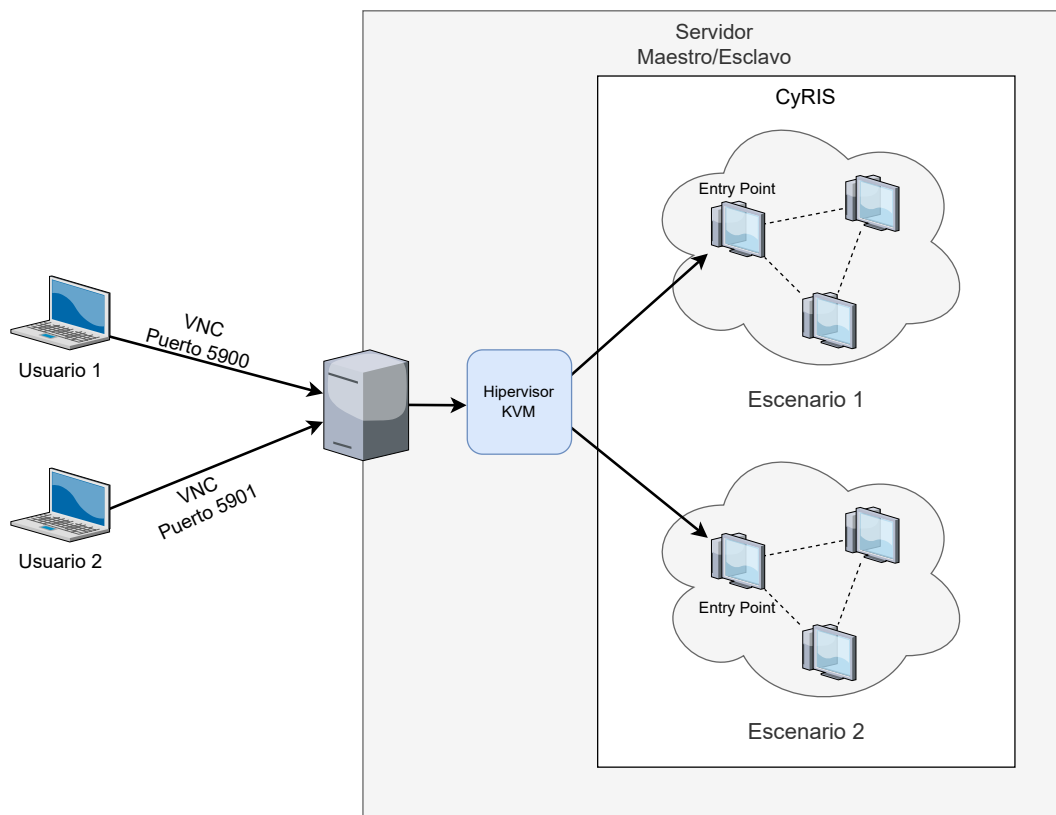 Servidor
Maestro/Esclavo
CyRIS
Entry Point
Escenario 1
VNC
Puerto 5900
Usuario 1
Hipervisor
KVM
VNC
Puerto 5901
Usuario 2
Entry Point
Escenario 2